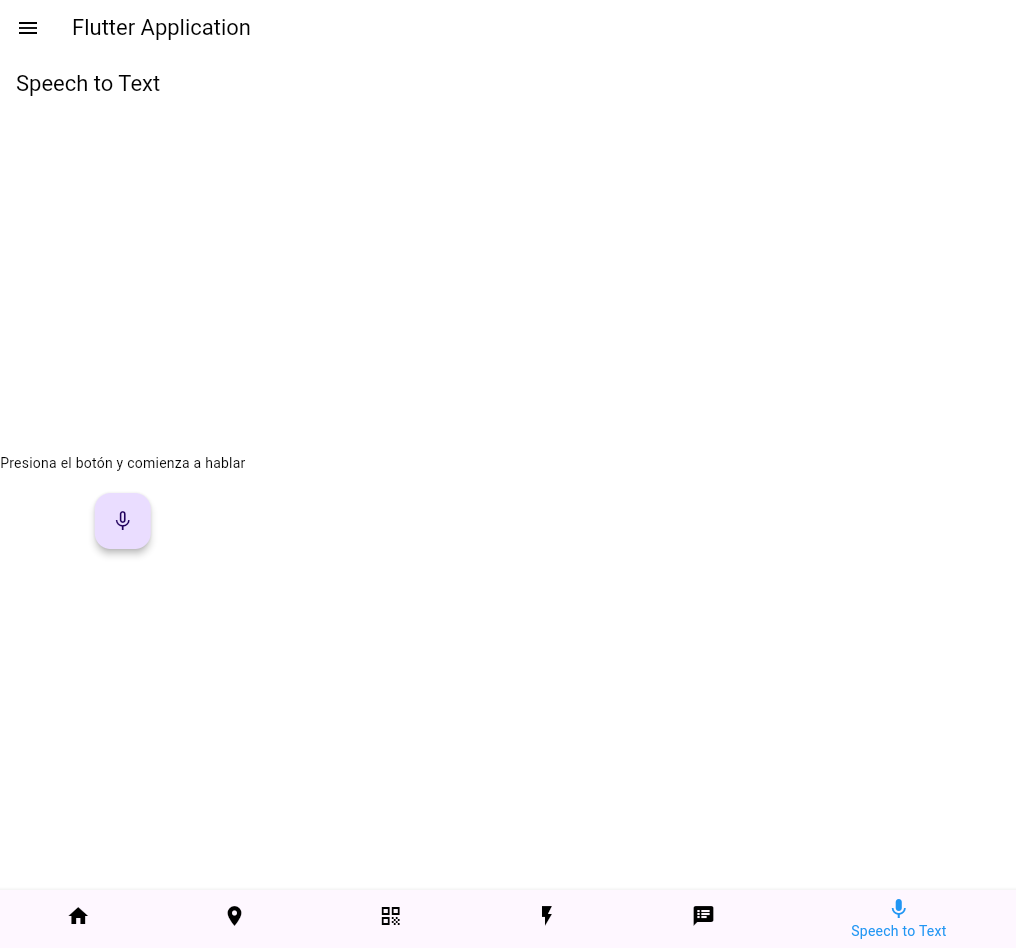 Flutter Application
Speech to Text
Presiona el botón y comienza a hablar
Speech to Text